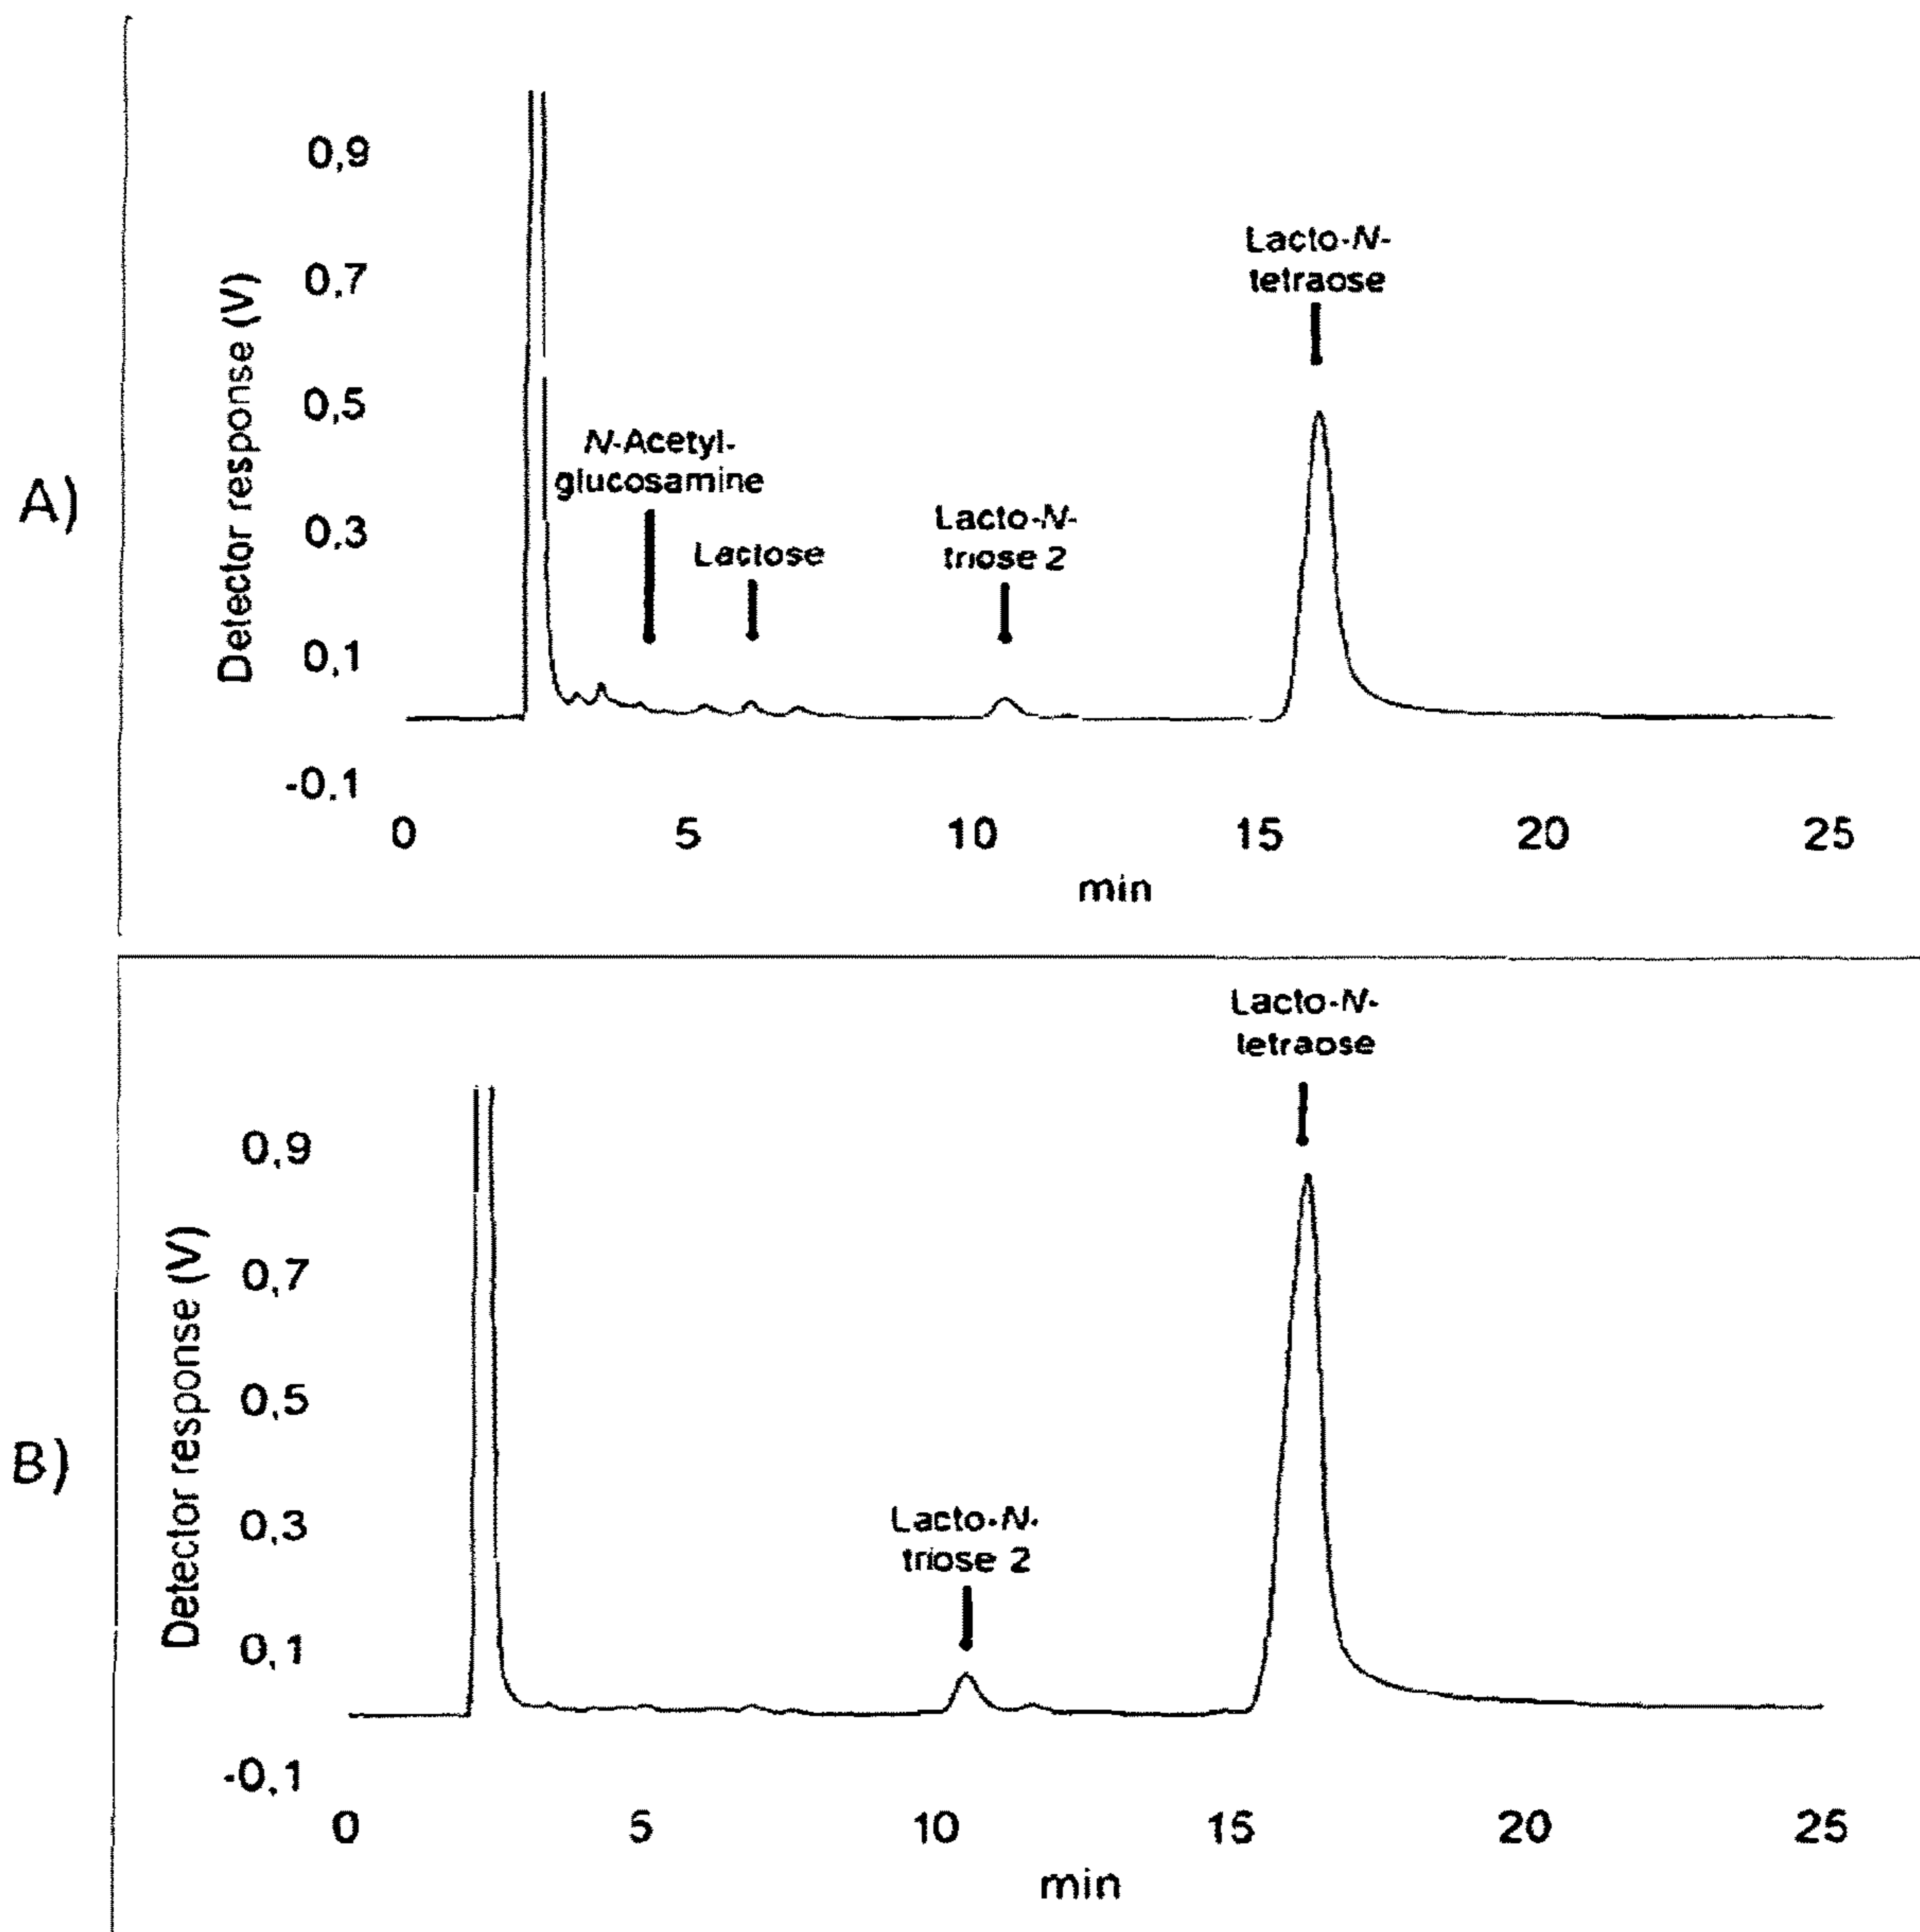 A)
Detector response (V)
0,9
0,7
0,5
0,3
0,1
-0.1
N-Acetyl-
glucosamine
Lactose
Lacto-N-
triose 2
Lacto-N-
tetraose
0 5 10 15 20 25
min
B)
Detector response (V)
0,9
0,7
0,5
0,3
0,1
-0,1
Lacto-N-
triose 2
Lacto-N-
tetraose
0 5 10 15 20 25
min